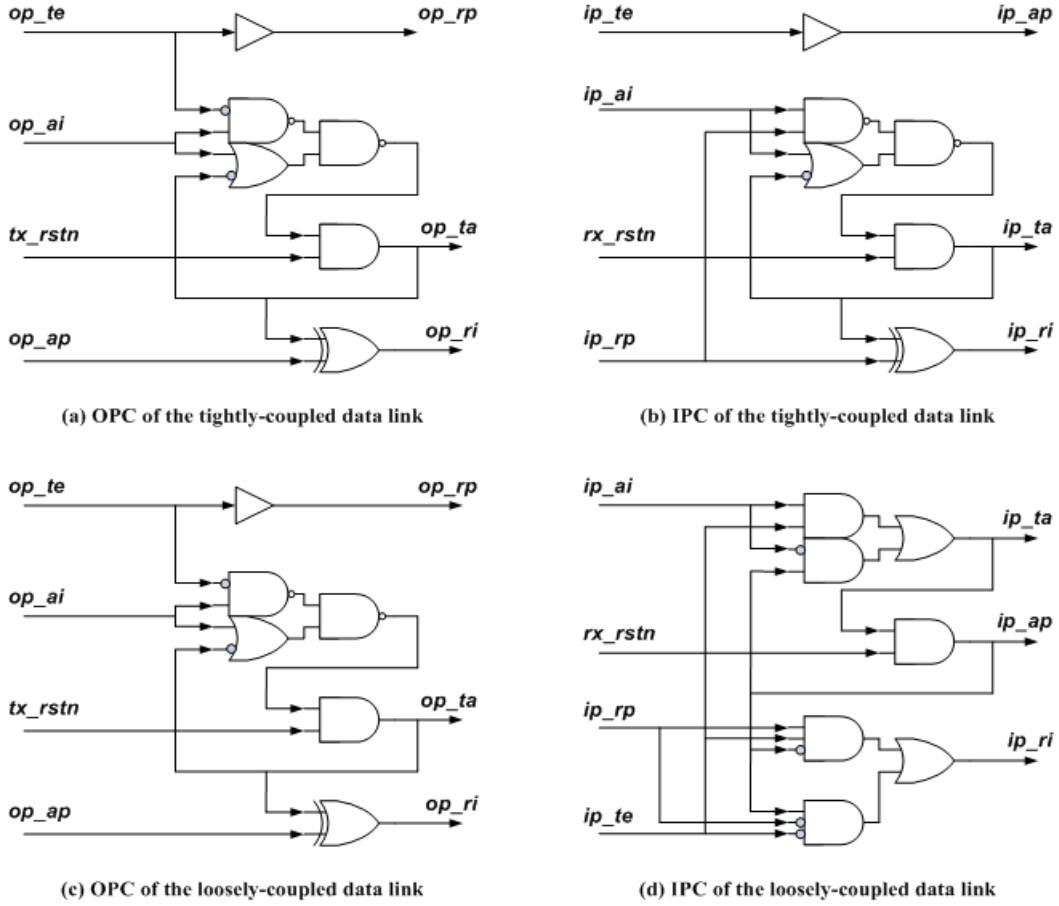 op_te
op_rp
op_ai
tx_rstn
op_ta
op_ap
op_ri
(a) OPC of the tightly-coupled data link
ip_te
ip_ap
ip_ai
rx_rstn
ip_ta
ip_rp
ip_ri
(b) IPC of the tightly-coupled data link
op_te
op_rp
op_ai
tx_rstn
op_ta
op_ap
op_ri
(c) OPC of the loosely-coupled data link
ip_ai
ip_ta
rx_rstn
ip_ap
ip_rp
ip_ri
ip_te
(d) IPC of the loosely-coupled data link